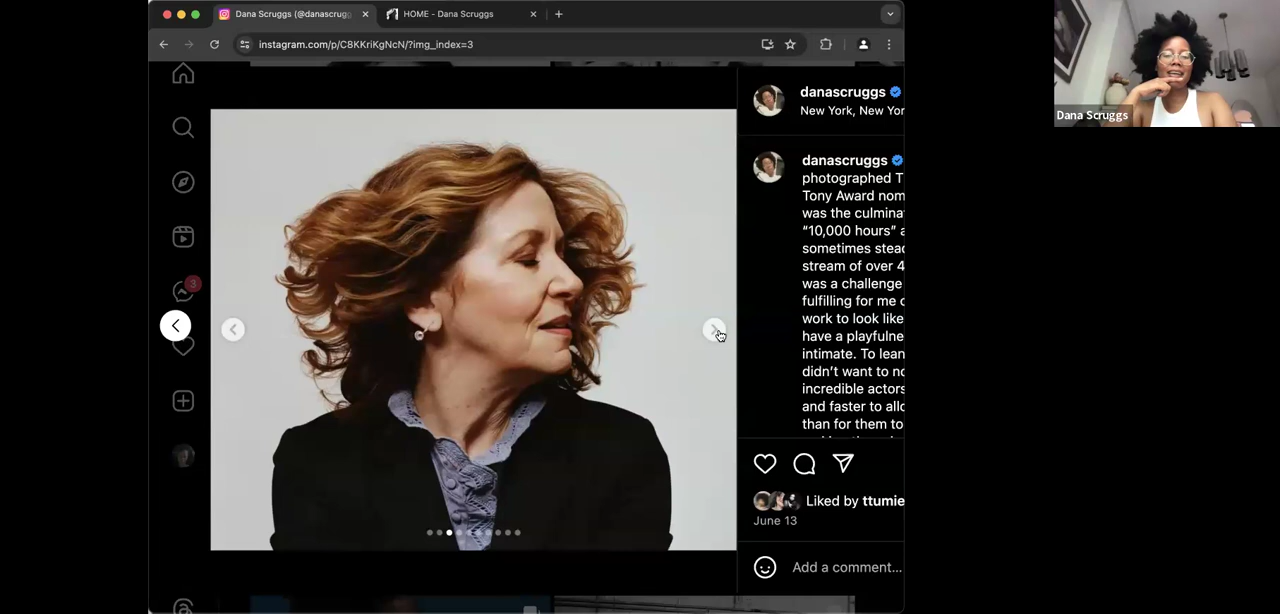 Dana Scruggs (@danascrugg
HOME - Dana Scruggs
instagram.com/p/C8KKriKgNcN/?img_index=3
Dana Scruggs
3
danascruggs
New York, New Yor
danascruggs
photographed T
Tony Award nom
was the culmina
“10,000 hours” a
sometimes stead
stream of over 4
was a challenge
fulfilling for me c
work to look like
have a playfulne
intimate. To lean
didn’t want to no
incredible actors
and faster to allo
than for them to
Liked by ttumie
June 13
Add a comment...